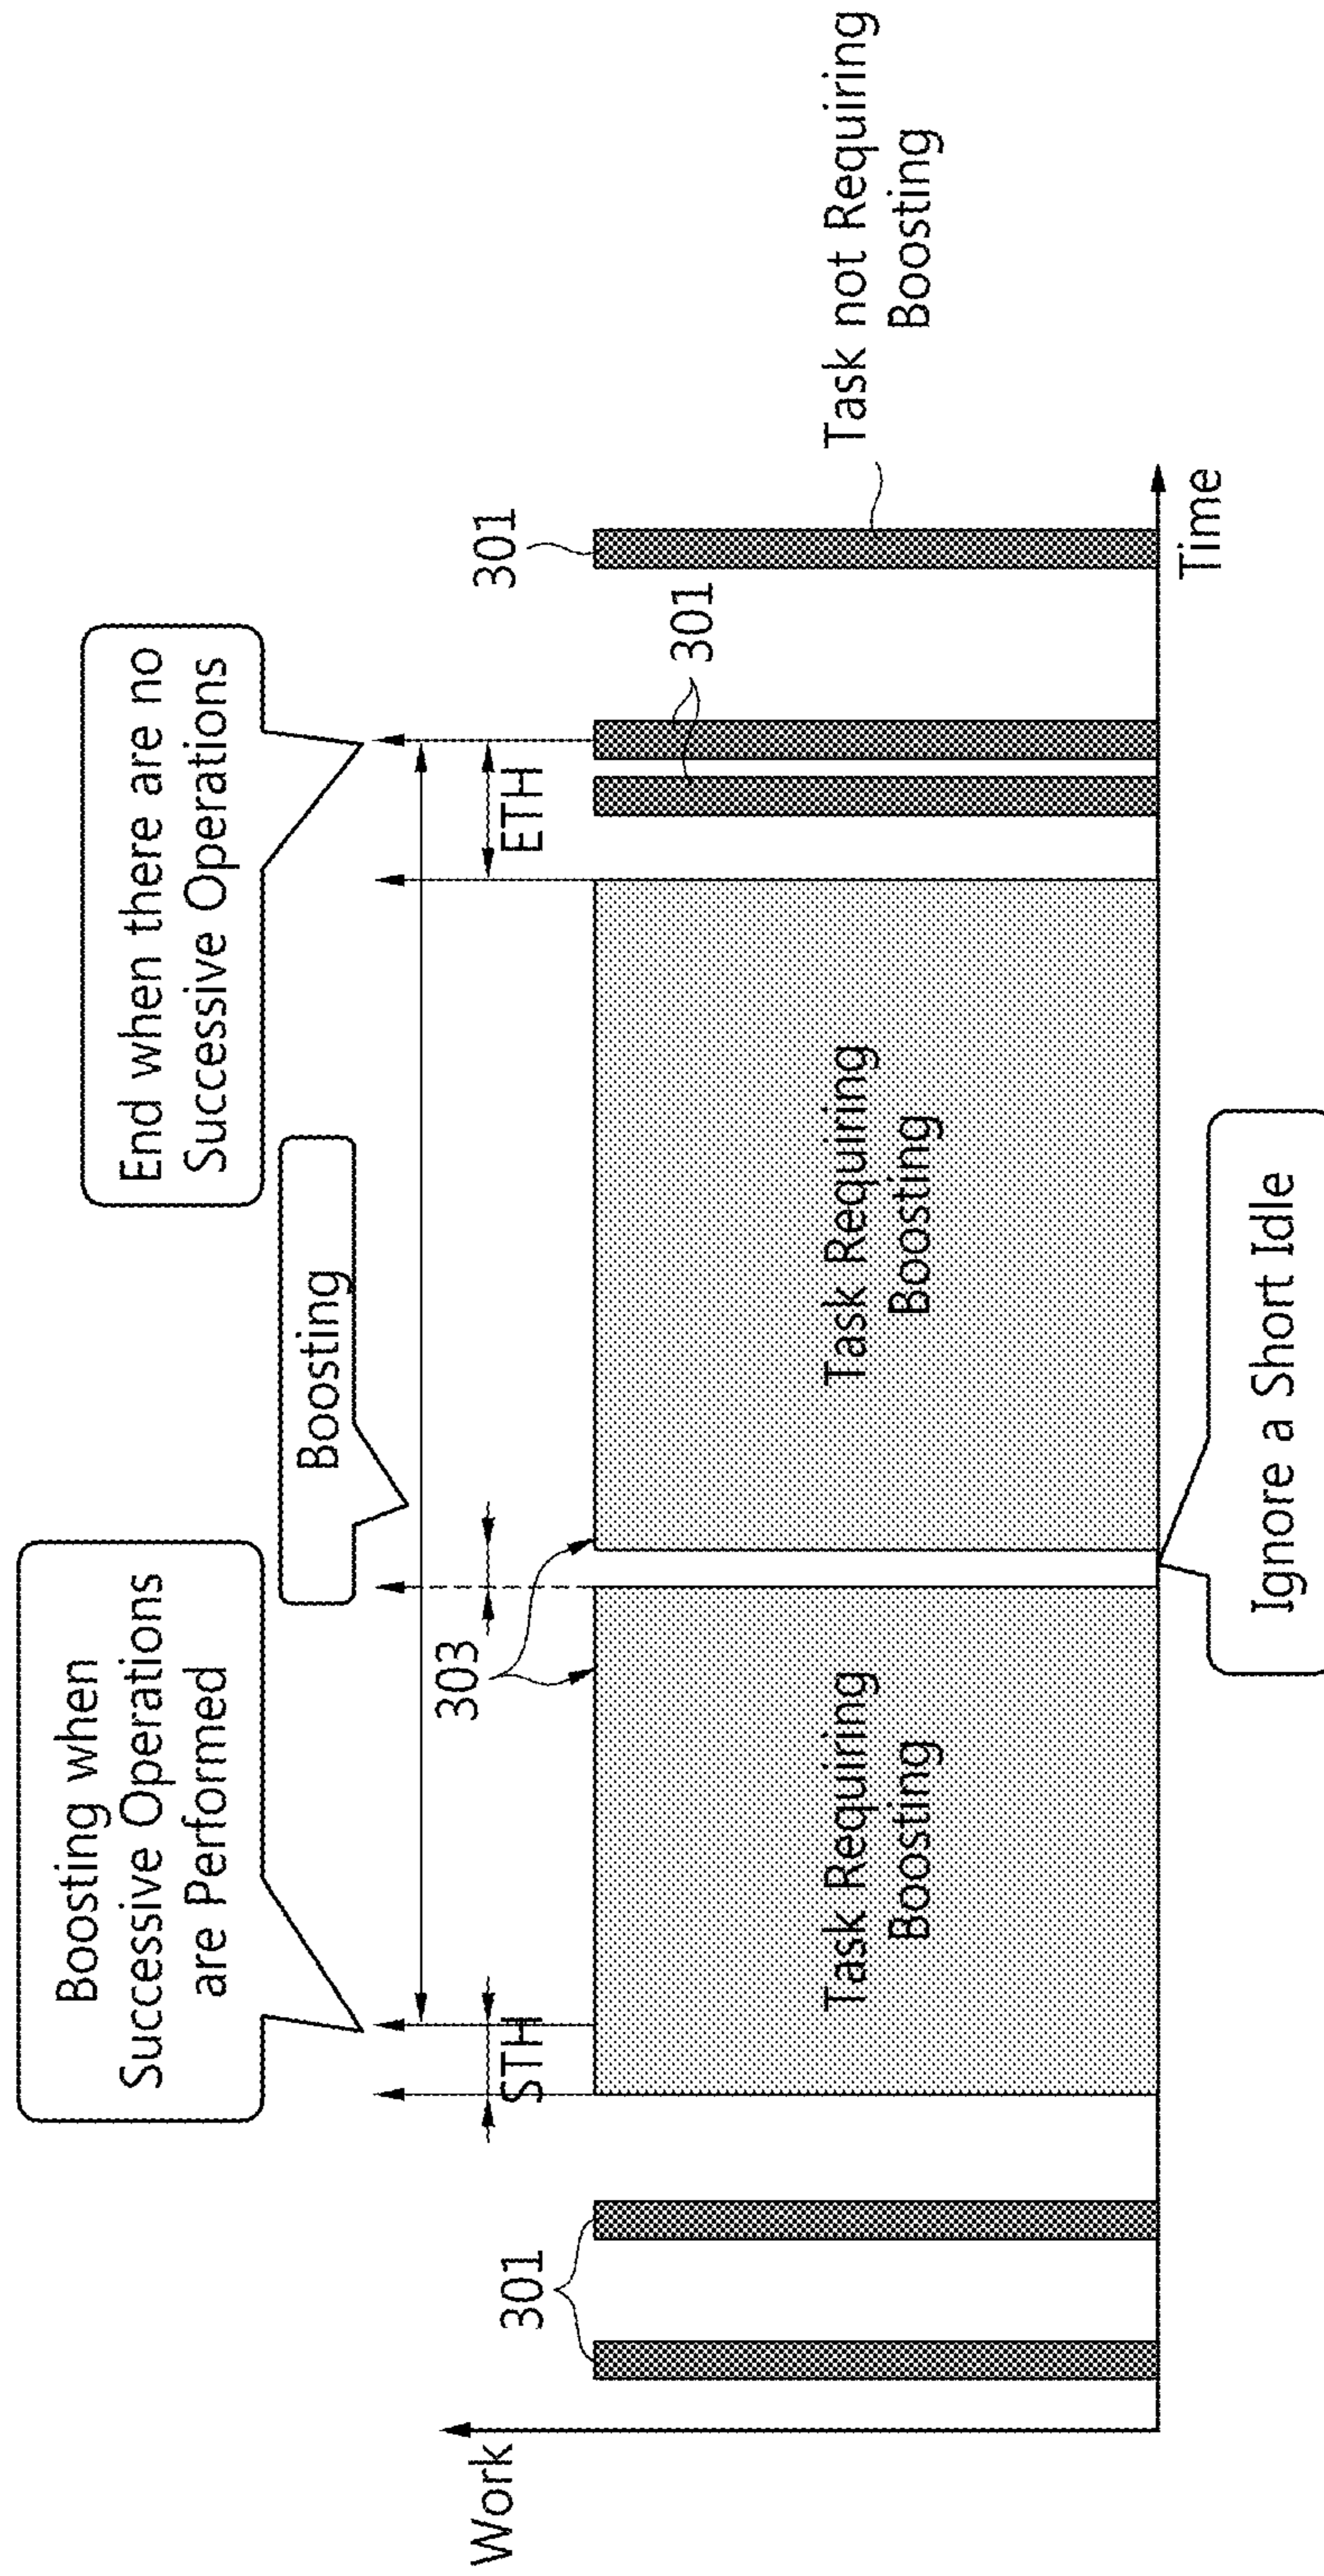 Boosting when
Successive Operations
are Performed
Boosting
End when there are no
Successive Operations
Work
301
STH
303
ETH
301
301
Task Requiring
Boosting
Task Requiring
Boosting
Task not Requiring
Boosting
Time
Ignore a Short Idle